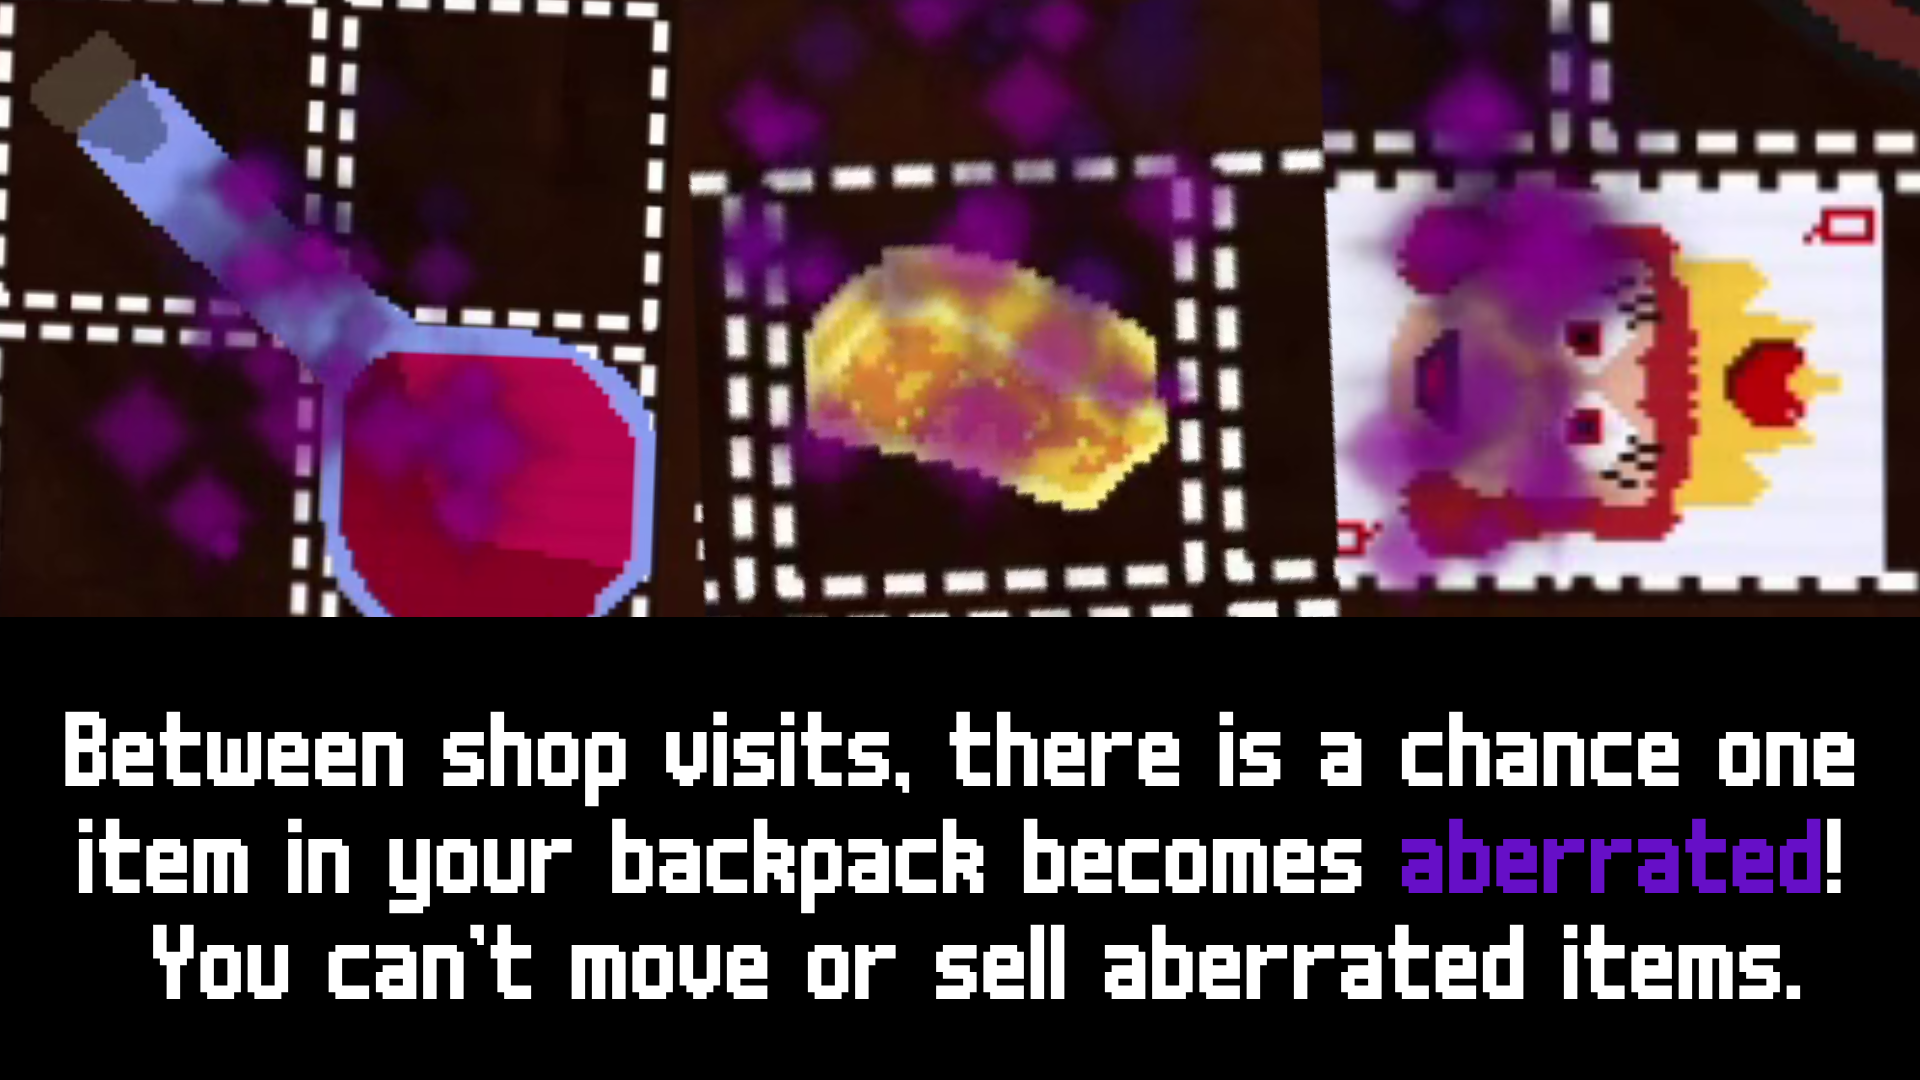 Between shop visits, there is a chance one
item in your backpack becomes aberrated!
You can't move or sell aberrated items.